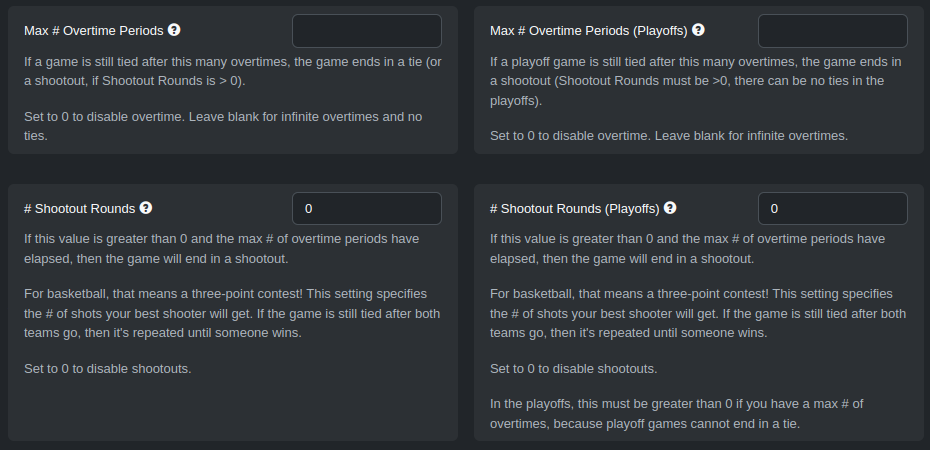 Max # Overtime Periods ?
If a game is still tied after this many overtimes, the game ends in a tie (or
a shootout, if Shootout Rounds is > 0).
Set to 0 to disable overtime. Leave blank for infinite overtimes and no
ties.
Max # Overtime Periods (Playoffs) ?
If a playoff game is still tied after this many overtimes, the game ends in
a shootout (Shootout Rounds must be >0, there can be no ties in the
playoffs).
Set to 0 to disable overtime. Leave blank for infinite overtimes.
# Shootout Rounds ? 0
If this value is greater than 0 and the max # of overtime periods have
elapsed, then the game will end in a shootout.
For basketball, that means a three-point contest! This setting specifies
the # of shots your best shooter will get. If the game is still tied after both
teams go, then it's repeated until someone wins.
Set to 0 to disable shootouts.
# Shootout Rounds (Playoffs) ? 0
If this value is greater than 0 and the max # of overtime periods have
elapsed, then the game will end in a shootout.
For basketball, that means a three-point contest! This setting specifies
the # of shots your best shooter will get. If the game is still tied after both
teams go, then it's repeated until someone wins.
Set to 0 to disable shootouts.
In the playoffs, this must be greater than 0 if you have a max # of
overtimes, because playoff games cannot end in a tie.